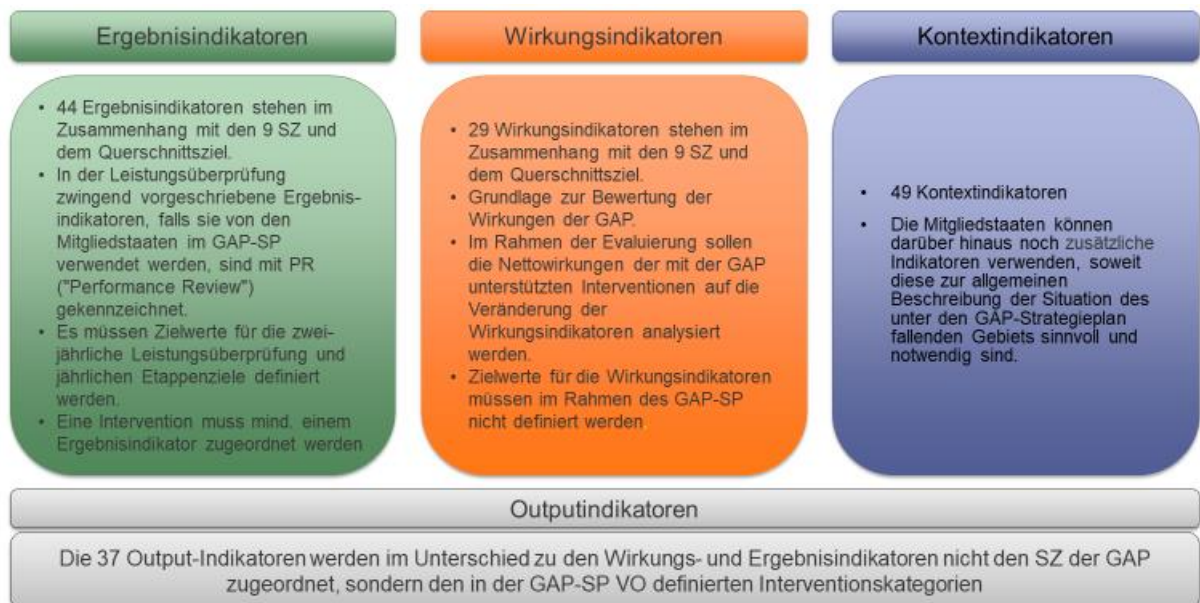 Ergebnisindikatoren
• 44 Ergebnisindikatoren stehen im
Zusammenhang mit den 9 SZ und
dem Querschnittsziel.
• In der Leistungsüberprüfung
zwingend vorgeschriebene Ergebnis-
indikatoren, falls sie von den
Mitgliedstaaten im GAP-SP
verwendet werden, sind mit PR
("Performance Review")
gekennzeichnet.
• Es müssen Zielwerte für die zwei-
jährliche Leistungsüberprüfung und
jährlichen Etappenziele definiert
werden.
• Eine Intervention muss mind. einem
Ergebnisindikator zugeordnet werden
Wirkungsindikatoren
• 29 Wirkungsindikatoren stehen im
Zusammenhang mit den 9 SZ und
dem Querschnittsziel.
• Grundlage zur Bewertung der
Wirkungen der GAP.
• Im Rahmen der Evaluierung sollen
die Nettowirkungen der mit der GAP
unterstützten Interventionen auf die
Veränderung der
Wirkungsindikatoren analysiert
werden.
• Zielwerte für die Wirkungsindikatoren
müssen im Rahmen des GAP-SP
nicht definiert werden.
Kontextindikatoren
• 49 Kontextindikatoren
• Die Mitgliedstaaten können
darüber hinaus noch zusätzliche
Indikatoren verwenden, soweit
diese zur allgemeinen
Beschreibung der Situation des
unter den GAP-Strategieplan
fallenden Gebiets sinnvoll und
notwendig sind.
Outputindikatoren
Die 37 Output-Indikatoren werden im Unterschied zu den Wirkungs- und Ergebnisindikatoren nicht den SZ der GAP
zugeordnet, sondern den in der GAP-SP VO definierten Interventionskategorien